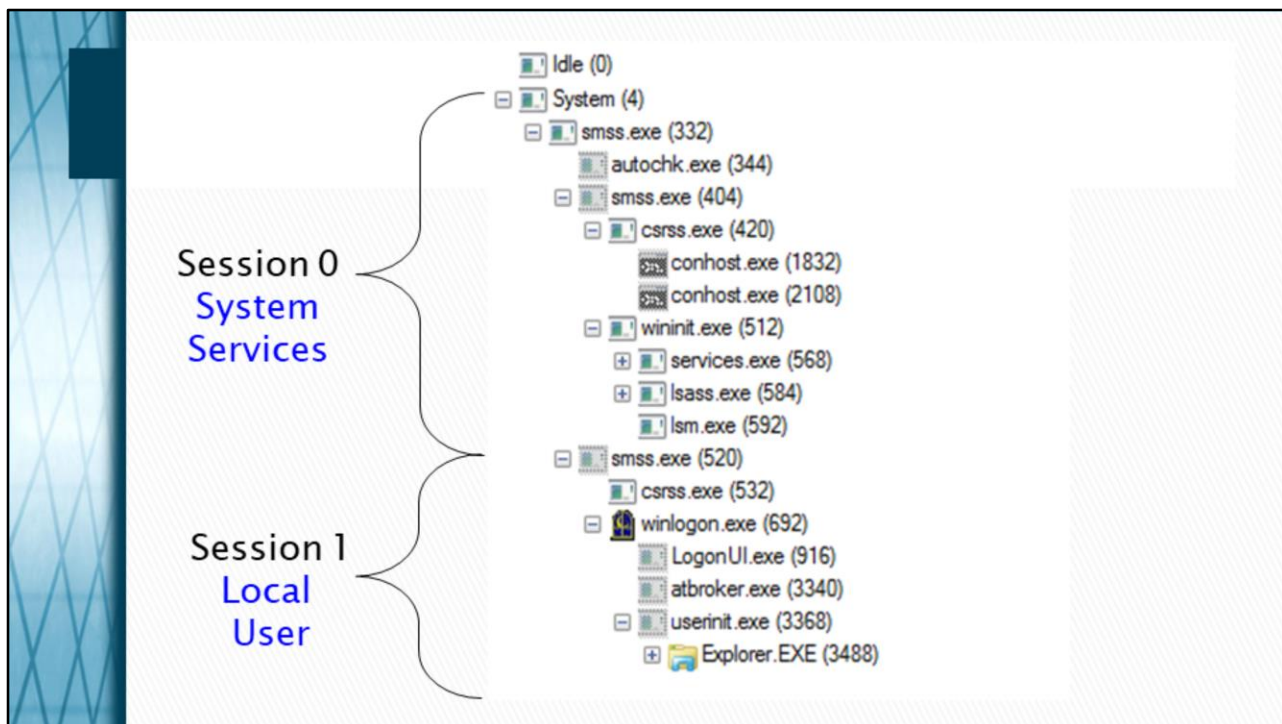 Idle (0)
System (4)
smss.exe (332)
autochk.exe (344)
smss.exe (404)
csrss.exe (420)
conhost.exe (1832)
conhost.exe (2108)
wininit.exe (512)
services.exe (568)
lsass.exe (584)
lsm.exe (592)
smss.exe (520)
csrss.exe (532)
winlogon.exe (692)
LogonUI.exe (916)
atbroker.exe (3340)
userinit.exe (3368)
Explorer.EXE (3488)
Session 0
System
Services
Session 1
Local
User